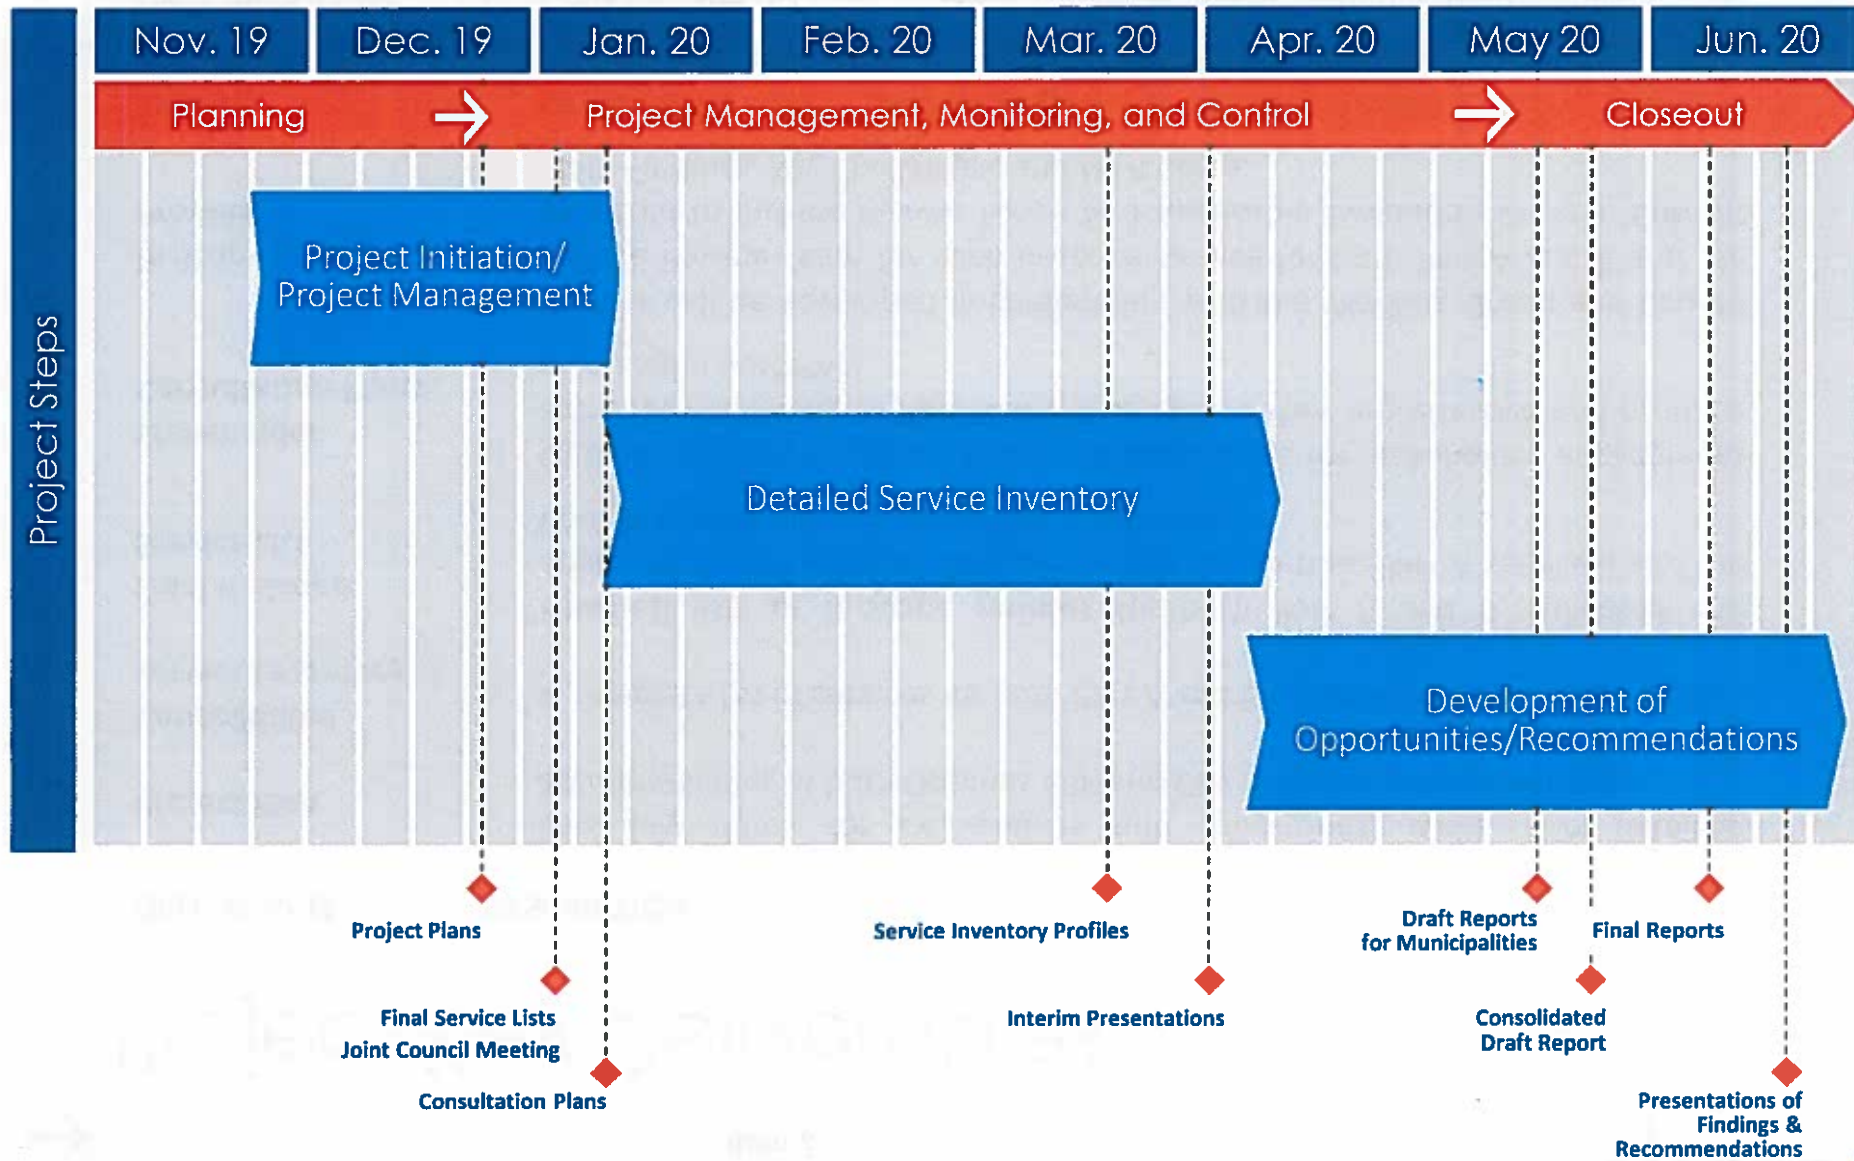 Nov. 19
Dec. 19
Jan. 20
Feb. 20
Mar. 20
Apr. 20
May 20
Jun. 20
Planning
Project Management, Monitoring, and Control
Closeout
Project Steps
Project Initiation/
Project Management
Detailed Service Inventory
Development of
Opportunities/Recommendations
Project Plans
Service Inventory Profiles
Draft Reports
for Municipalities
Final Reports
Final Service Lists
Joint Council Meeting
Interim Presentations
Consolidated
Draft Report
Consultation Plans
Presentations of
Findings &
Recommendations